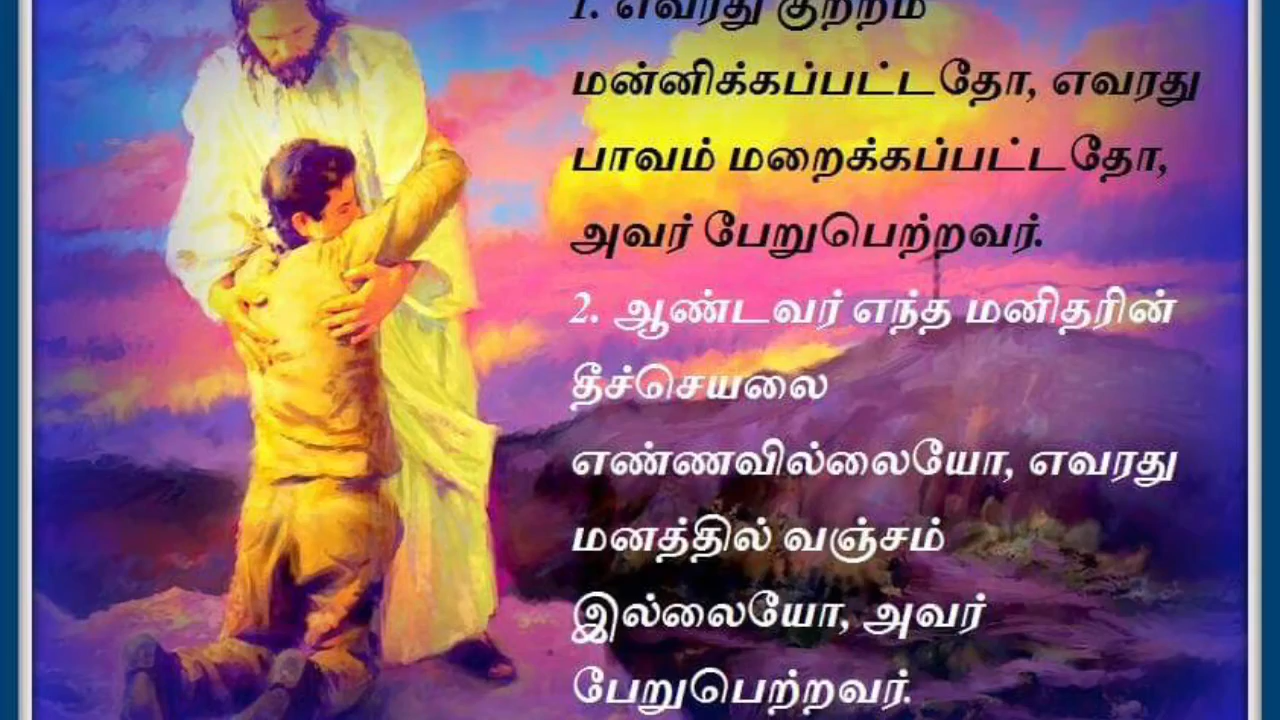 1. எவரது குற்றம்
மன்னிக்கப்பட்டதோ, எவரது
பாவம் மறைக்கப்பட்டதோ,
அவர் பேறுபெற்றவர்.
2. ஆண்டவர் எந்த மனிதரின்
தீச்செயலை
எண்ணவில்லையோ, எவரது
மனத்தில் வஞ்சம்
இல்லையோ, அவர்
பேறுபெற்றவர்.